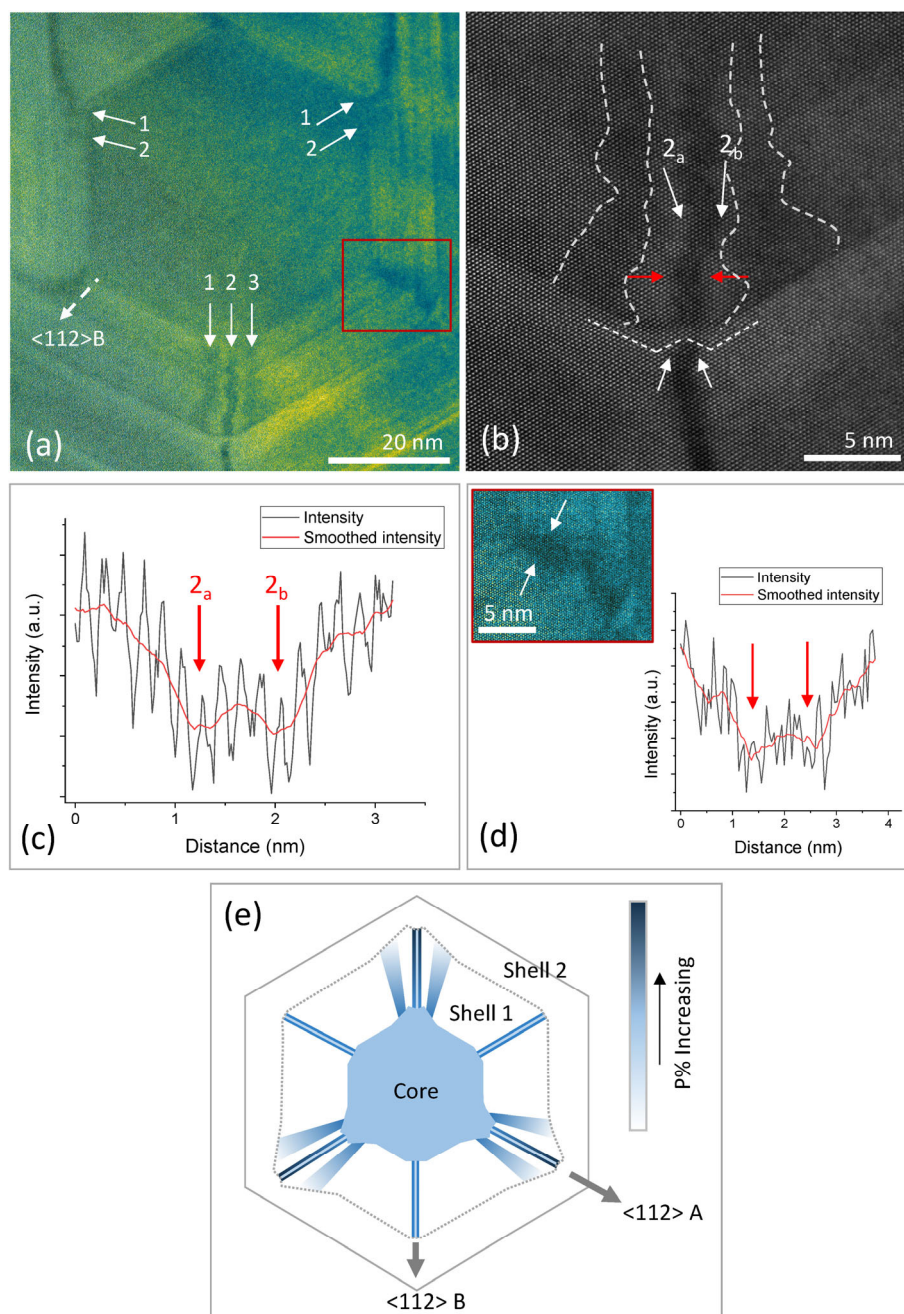 1
2
1
2
1 2 3
<112>B
(a)
20 nm
2a
2b
(b)
5 nm
Intensity
Smoothed intensity
2a
2b
Intensity (a.u.)
0
1
2
3
Distance (nm)
(c)
5 nm
Intensity
Smoothed intensity
Intensity (a.u.)
0
1
2
3
4
Distance (nm)
(d)
(e)
Shell 2
Shell 1
Core
P% Increasing
<112> A
<112> B